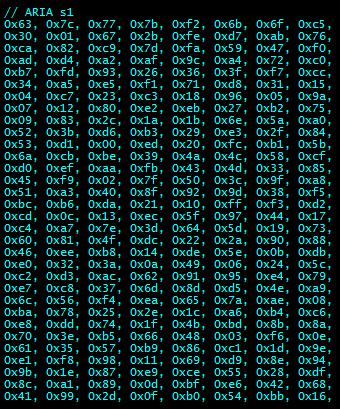 // ARIA s1
0x63, 0x7c, 0x77, 0x7b, 0xf2, 0x6b, 0x6f, 0xc5,
0x30, 0x01, 0x67, 0x2b, 0xfe, 0xd7, 0xab, 0x76,
0xca, 0x82, 0xc9, 0x7d, 0xfa, 0x59, 0x47, 0xf0,
0xad, 0xd4, 0xa2, 0xaf, 0x9c, 0xa4, 0x72, 0xc0,
0xb7, 0xfd, 0x93, 0x26, 0x36, 0x3f, 0xf7, 0xcc,
0x34, 0xa5, 0xe5, 0xf1, 0x71, 0xd8, 0x31, 0x15,
0x04, 0xc7, 0x23, 0xc3, 0x18, 0x96, 0x05, 0x9a,
0x07, 0x12, 0x80, 0xe2, 0xeb, 0x27, 0xb2, 0x75,
0x09, 0x83, 0x2c, 0x1a, 0x1b, 0x6e, 0x5a, 0xa0,
0x52, 0x3b, 0xd6, 0xb3, 0x29, 0xe3, 0x2f, 0x84,
0x53, 0xd1, 0x00, 0xed, 0x20, 0xfc, 0xb1, 0x5b,
0x6a, 0xcb, 0xbe, 0x39, 0x4a, 0x4c, 0x58, 0xcf,
0xd0, 0xef, 0xaa, 0xfb, 0x43, 0x4d, 0x33, 0x85,
0x45, 0xf9, 0x02, 0x7f, 0x50, 0x3c, 0x9f, 0xa8,
0x51, 0xa3, 0x40, 0x8f, 0x92, 0x9d, 0x38, 0xf5,
0xbc, 0xb6, 0xda, 0x21, 0x10, 0xff, 0xf3, 0xd2,
0xcd, 0x0c, 0x13, 0xec, 0x5f, 0x97, 0x44, 0x17,
0xc4, 0xa7, 0x7e, 0x3d, 0x64, 0x5d, 0x19, 0x73,
0x60, 0x81, 0x4f, 0xdc, 0x22, 0x2a, 0x90, 0x88,
0x46, 0xee, 0xb8, 0x14, 0xde, 0x5e, 0x0b, 0xdb,
0xe0, 0x32, 0x3a, 0x0a, 0x49, 0x06, 0x24, 0x5c,
0xc2, 0xd3, 0xac, 0x62, 0x91, 0x95, 0xe4, 0x79,
0xe7, 0xc8, 0x37, 0x6d, 0x8d, 0xd5, 0x4e, 0xa9,
0x6c, 0x56, 0xf4, 0xea, 0x65, 0x7a, 0xae, 0x08,
0xba, 0x78, 0x25, 0x2e, 0x1c, 0xa6, 0xb4, 0xc6,
0xe8, 0xdd, 0x74, 0x1f, 0x4b, 0xbd, 0x8b, 0x8a,
0x70, 0x3e, 0xb5, 0x66, 0x48, 0x03, 0xf6, 0x0e,
0x61, 0x35, 0x57, 0xb9, 0x86, 0xc1, 0x1d, 0x9e,
0xe1, 0xf8, 0x98, 0x11, 0x69, 0xd9, 0x8e, 0x94,
0x9b, 0x1e, 0x87, 0xe9, 0xce, 0x55, 0x28, 0xdf,
0x8c, 0xa1, 0x89, 0x0d, 0xbf, 0xe6, 0x42, 0x68,
0x41, 0x99, 0x2d, 0x0f, 0xb0, 0x54, 0xbb, 0x16,